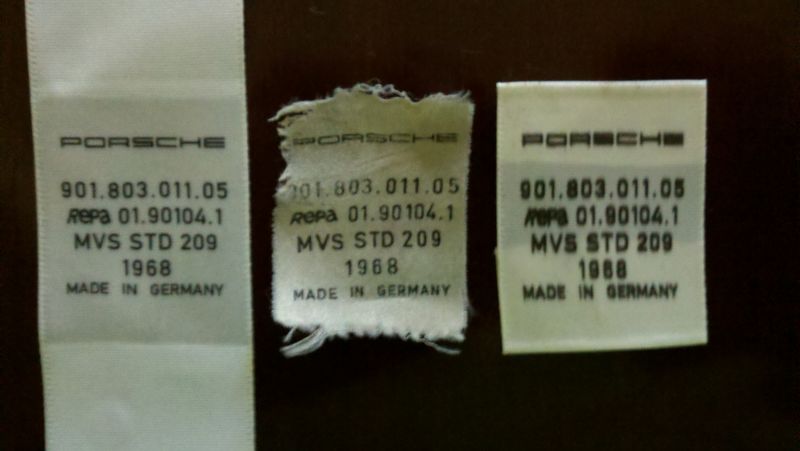 PORSCHE
901.803.011.05
Repa 01.90104.1
MVS STD 209
1968
MADE IN GERMANY
PORSCHE
901.803.011.05
Repa 01.90104.1
MVS STD 209
1968
MADE IN GERMANY
PORSCHE
901.803.011.05
Repa 01.90104.1
MVS STD 209
1968
MADE IN GERMANY